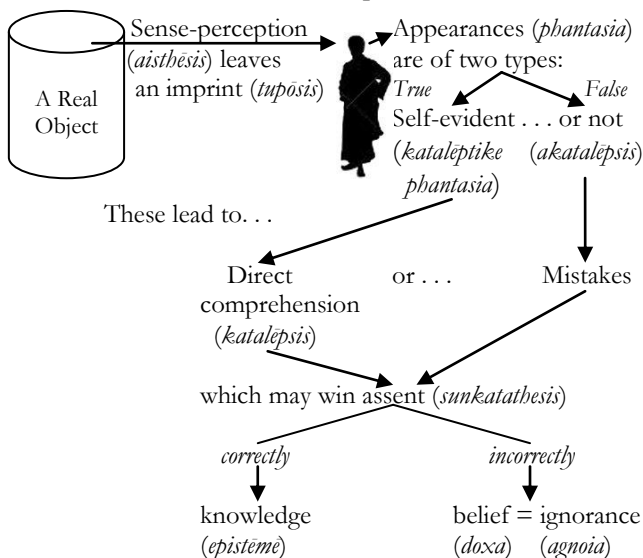 Sense-perception
(aisthēsis) leaves
an imprint (tupōsis)
A Real
Object
Appearances (phantasia)
are of two types:
True False
Self-evident . . . or not
(katalēptike (akatalēpsis)
phantasia)
These lead to. . .
Direct or . . . Mistakes
comprehension
(katalēpsis)
which may win assent (sunkatathesis)
correctly incorrectly
knowledge belief = ignorance
(epistēmē) (doxa) (agnoia)